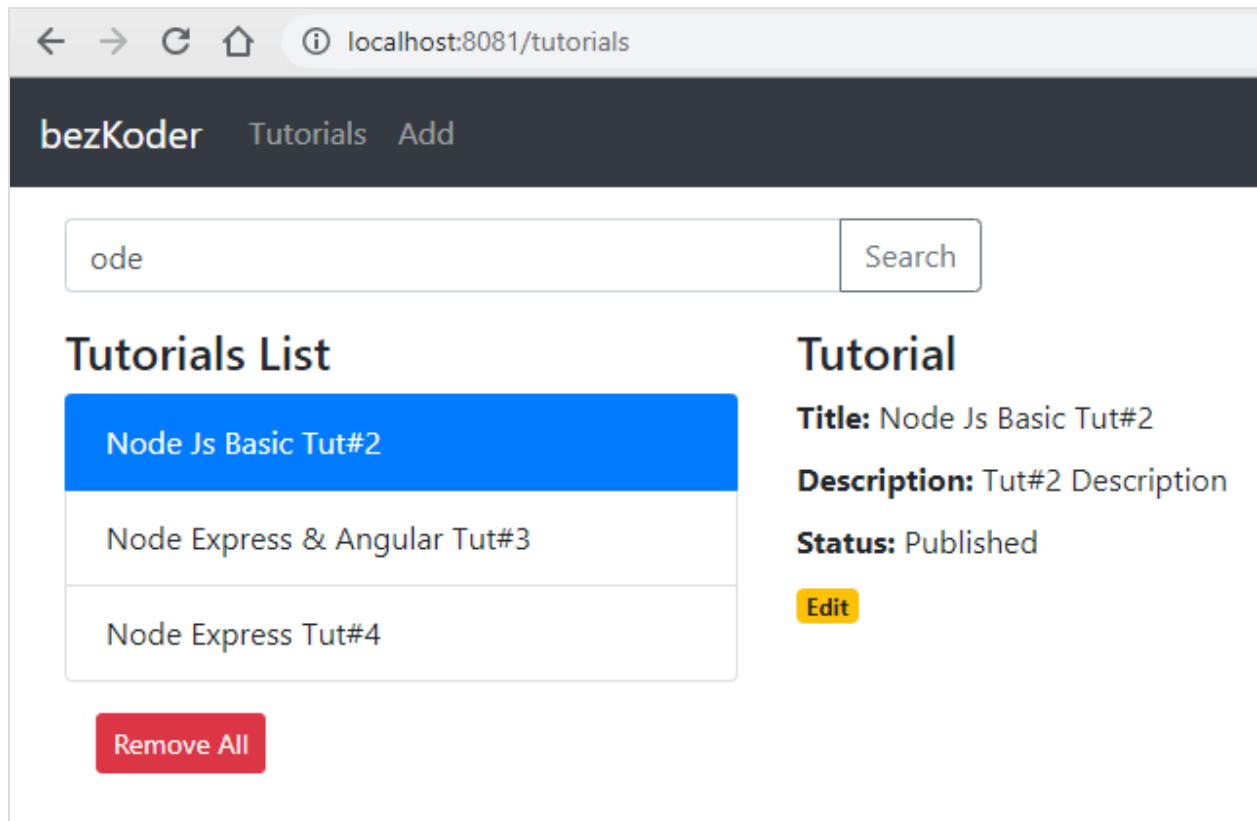 localhost:8081/tutorials
bezKoder Tutorials Add
ode Search
Tutorials List
Node Js Basic Tut#2
Node Express & Angular Tut#3
Node Express Tut#4
Remove All
Tutorial
Title: Node Js Basic Tut#2
Description: Tut#2 Description
Status: Published
Edit